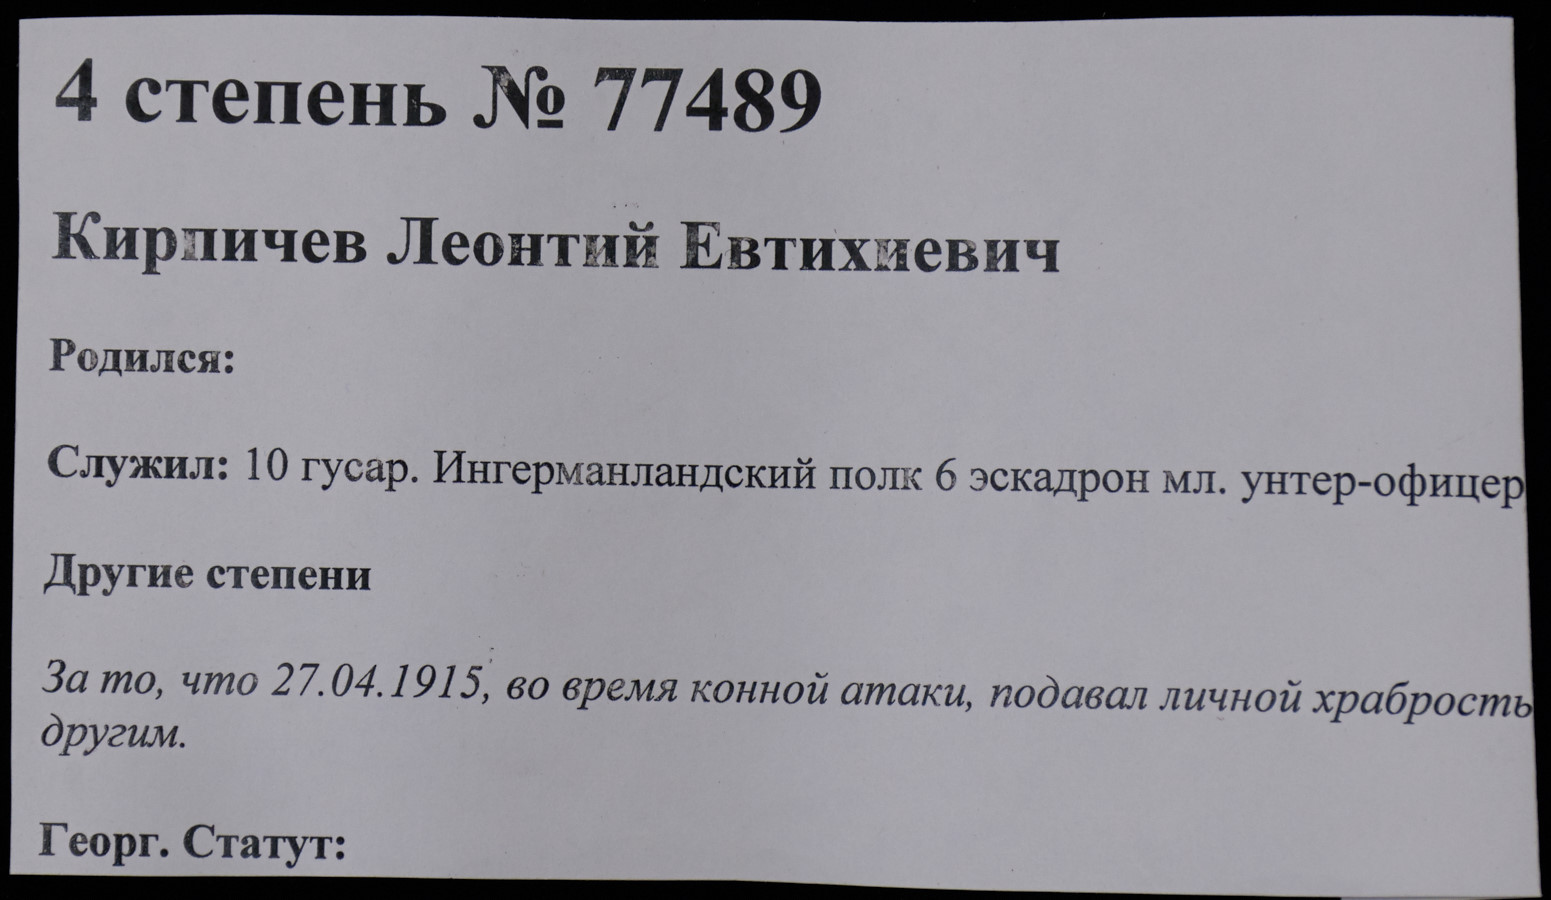 4 степень № 77489
Кирпичев Леонтий Евтихиевич
Родился:
Служил: 10 гусар. Ингерманландский полк 6 эскадрон мл. унтер-офицер
Другие степени
За то, что 27.04.1915, во время конной атаки, подавал личной храбрость
другим.
Георг. Статут: